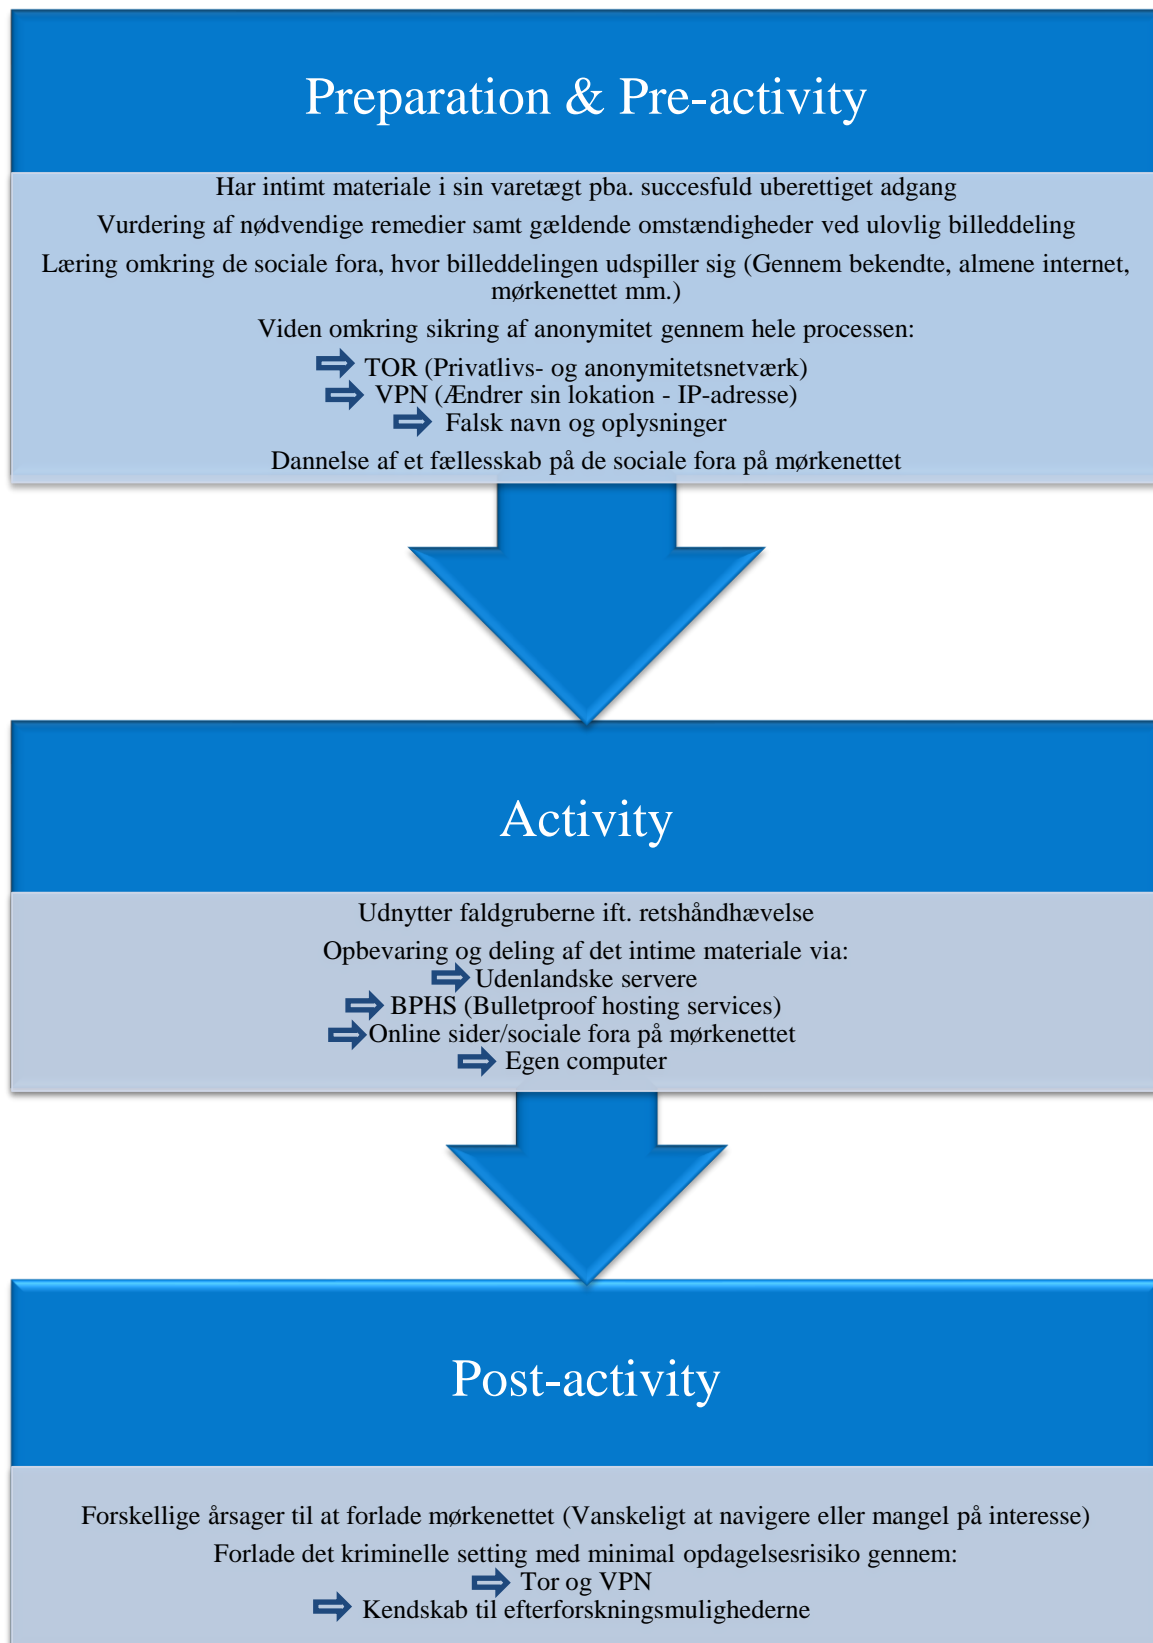 Preparation & Pre-activity
Har intimt materiale i sin varetægt pba. succesfuld uberettiget adgang
Vurdering af nødvendige remedier samt gældende omstændigheder ved ulovlig billeddeling
Læring omkring de sociale fora, hvor billeddelingen udspiller sig (Gennem bekendte, almene internet,
mørkenettet mm.)
Viden omkring sikring af anonymitet gennem hele processen:
TOR (Privatlivs- og anonymitetsnetværk)
VPN (Ændrer sin lokation - IP-adresse)
Falsk navn og oplysninger
Dannelse af et fællesskab på de sociale fora på mørkenettet
Activity
Udnytter faldgruberne ift. retshåndhævelse
Opbevaring og deling af det intime materiale via:
Udenlandske servere
BPHS (Bulletproof hosting services)
Online sider/sociale fora på mørkenettet
Egen computer
Post-activity
Forskellige årsager til at forlade mørkenettet (Vanskeligt at navigere eller mangel på interesse)
Forlade det kriminelle setting med minimal opdagelsesrisiko gennem:
Tor og VPN
Kendskab til efterforskningsmulighederne